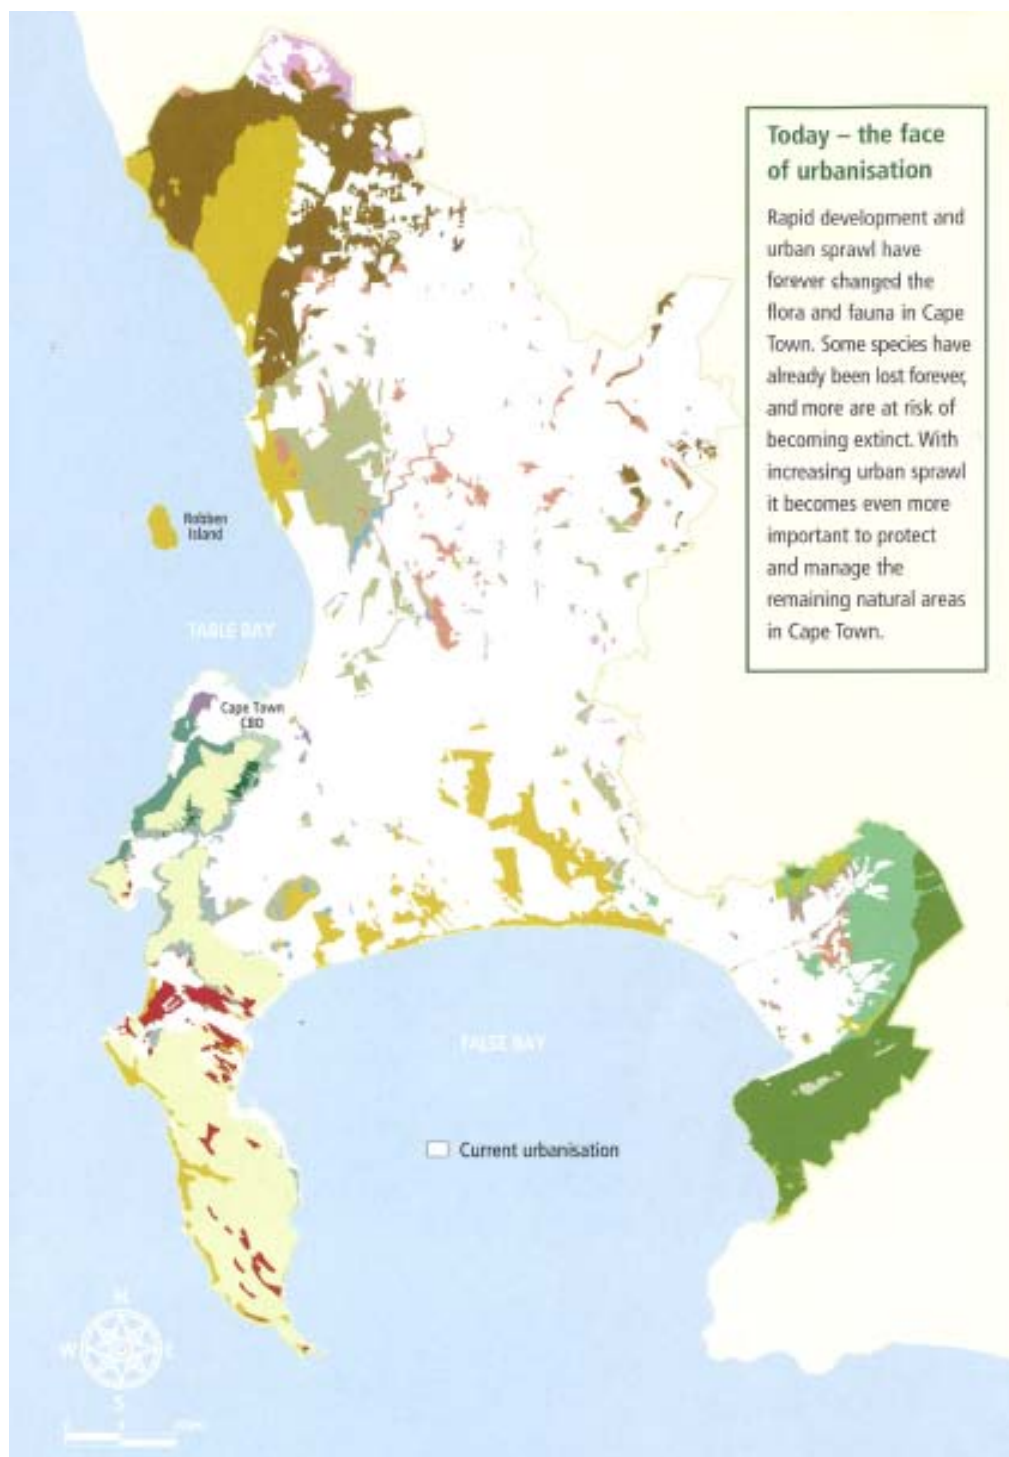 Today – the face
of urbanisation
Rapid development and
urban sprawl have
forever changed the
flora and fauna in Cape
Town. Some species have
already been lost forever,
and more are at risk of
becoming extinct. With
increasing urban sprawl
it becomes even more
important to protect
and manage the
remaining natural areas
in Cape Town.
Robben
Island
TABLE BAY
Cape Town
CBD
FALSE BAY
Current urbanisation
N
W E
S